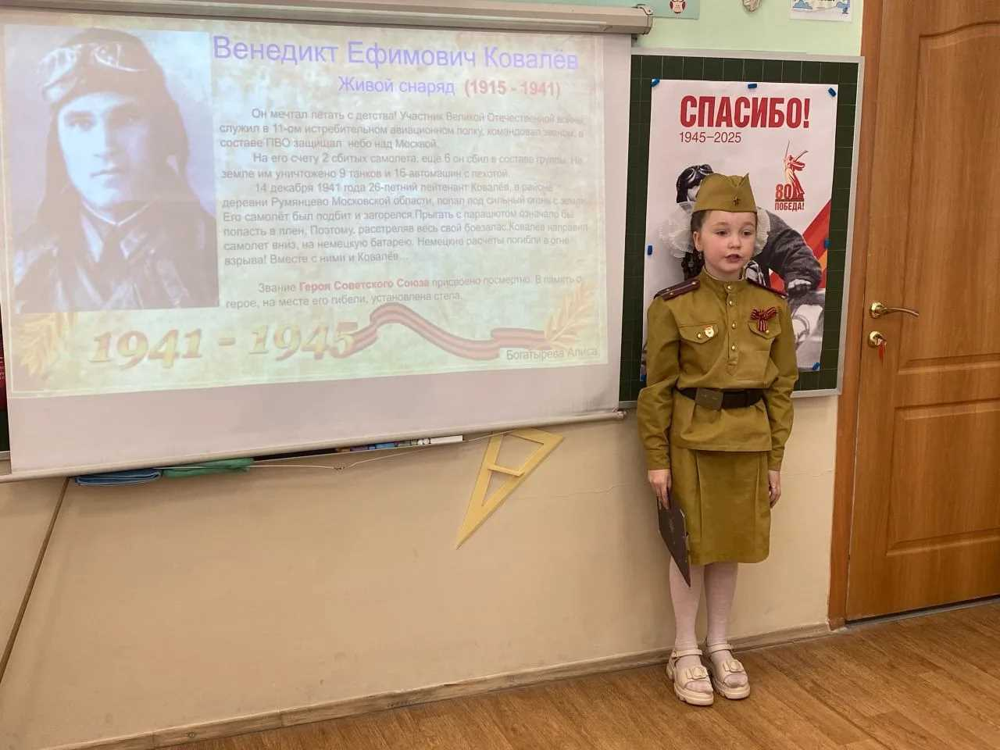 Венедикт Ефимович Ковалёв
Живой снаряд (1915 - 1941)
Он мечтал летать с детства! Участник Великой Отечественной войны,
служил в 11-ом истребительном авиационном полку, командовал звеном, в
составе ПВО защищал небо над Москвой.
На его счету 2 сбитых самолета, ещё 6 он сбил в составе группы. На
земле им уничтожено 9 танков и 16 автомашин с пехотой.
14 декабря 1941 года 26-летний лейтенант Ковалёв, в районе
деревни Румянцево Московской области, попал под сильный огонь с земли.
Его самолёт был подбит и загорелся.Прыгать с парашютом означало бы
попасть в плен. Поэтому, расстреляв весь свой боезапас,Ковалёв направил
самолет вниз, на немецкую батарею. Немецкие расчеты погибли в огне
взрыва! Вместе с ними и Ковалёв...
Звание Героя Советского Союза присвоено посмертно. В память о
герое, на месте его гибели, установлена стела.
1941 - 1945
Богатырева Алиса
СПАСИБО!
1945–2025
80
ПОБЕДА!